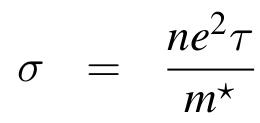 σ = ne²τ / m⋆